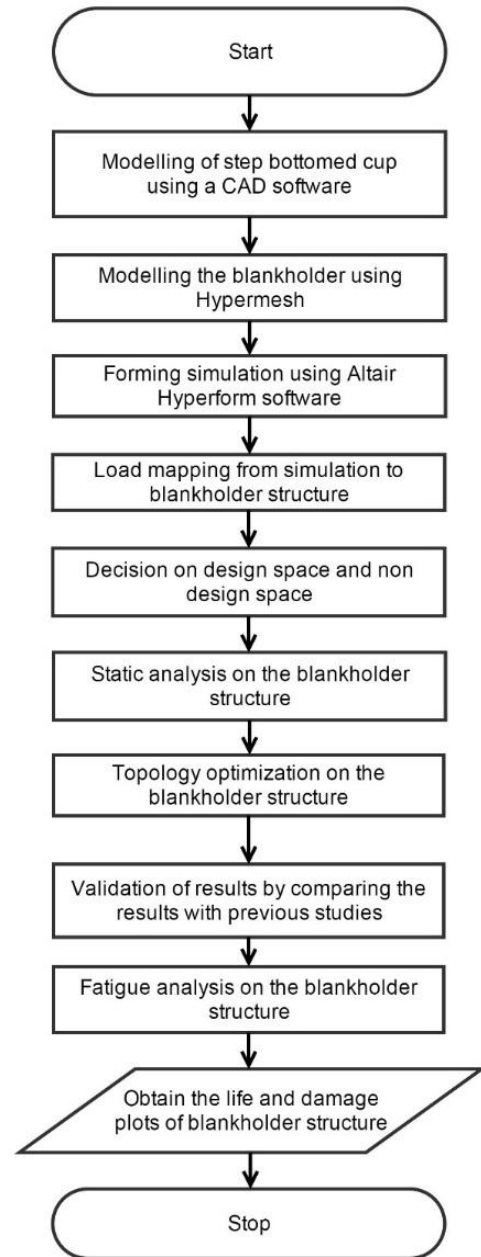 Start
Modelling of step bottomed cup
using a CAD software
Modelling the blankholder using
Hypermesh
Forming simulation using Altair
Hyperform software
Load mapping from simulation to
blankholder structure
Decision on design space and non
design space
Static analysis on the blankholder
structure
Topology optimization on the
blankholder structure
Validation of results by comparing the
results with previous studies
Fatigue analysis on the blankholder
structure
Obtain the life and damage
plots of blankholder structure
Stop